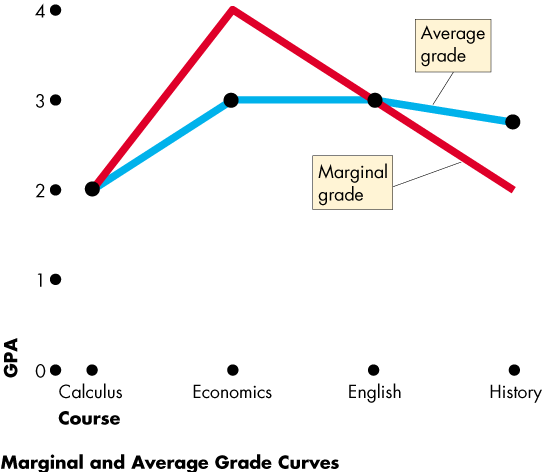 4
3
2
1
0
GPA
Average
grade
Marginal
grade
Calculus
Economics
English
History
Course
Marginal and Average Grade Curves